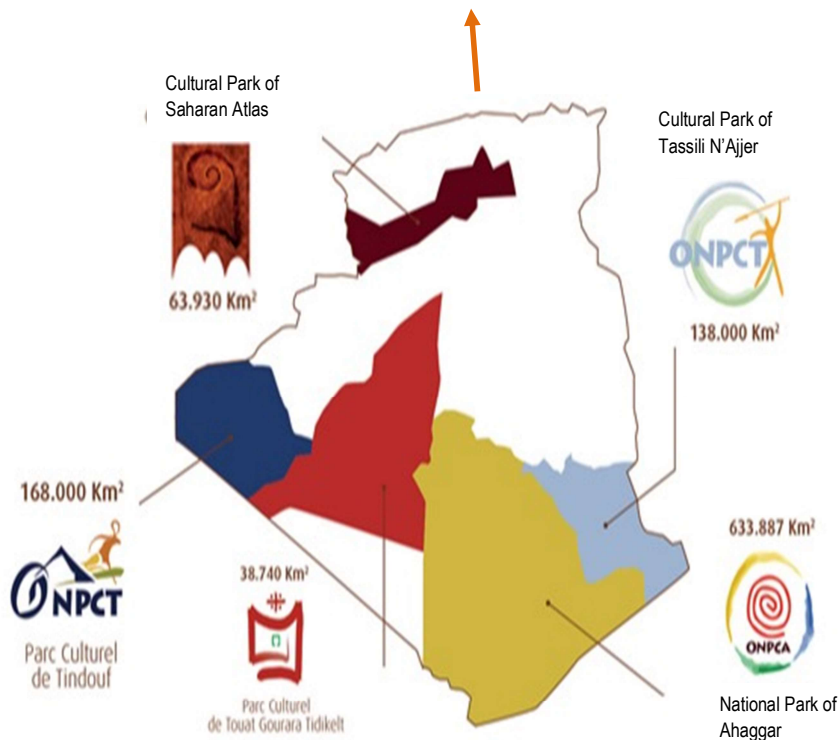 Cultural Park of
Saharan Atlas
63.930 Km²
Cultural Park of
Tassili N'Ajjer
ONPCT
138.000 Km²
168.000 Km²
ONPCT
Parc Culturel
de Tindouf
38.740 Km²
Parc Culturel
de Touat Gourara Tidikelt
633.887 Km²
ONPCA
National Park of
Ahaggar